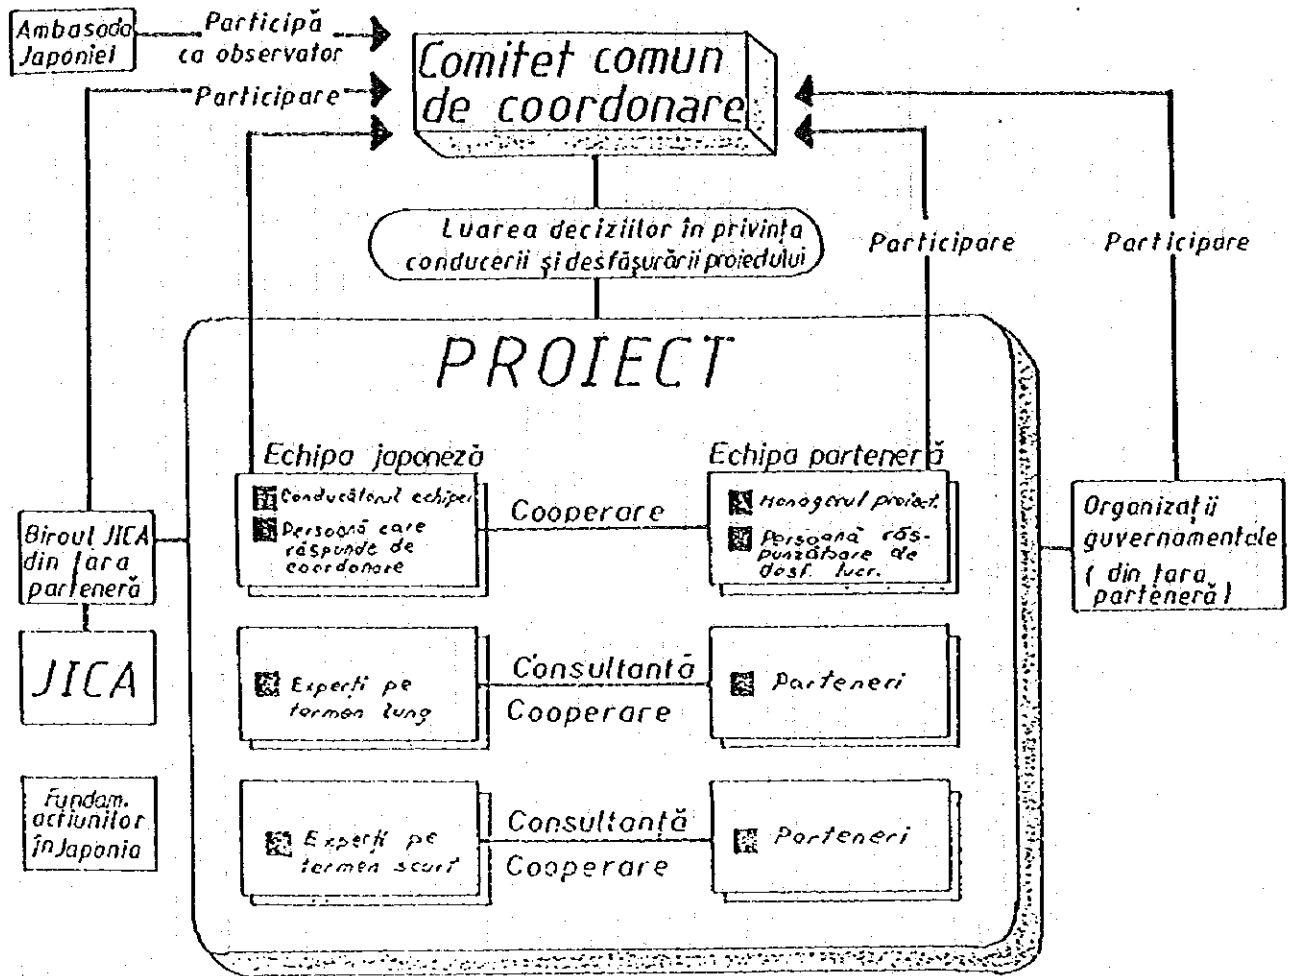 Ambasada
Japoniei
Participă
ca observator
Participare
Comitet comun
de coordonare
Luarea deciziilor în privința
conducerii și desfășurării proiectului
Participare
Participare
PROIECT
Echipa japoneză
Conducătorul echipei
Persoană care
răspunde de
coordonare
Cooperare
Echipa parteneră
Managerul proiect.
Persoană răs-
punzătoare de
desf. lucr.
Biroul JICA
din țara
parteneră
Organizații
guvernamentale
(din țara
parteneră)
JICA
Experți pe
termen lung
Consultantă
Cooperare
Parteneri
Fundam.
acțiunilor
în Japonia
Experți pe
termen scurt
Consultanță
Cooperare
Parteneri